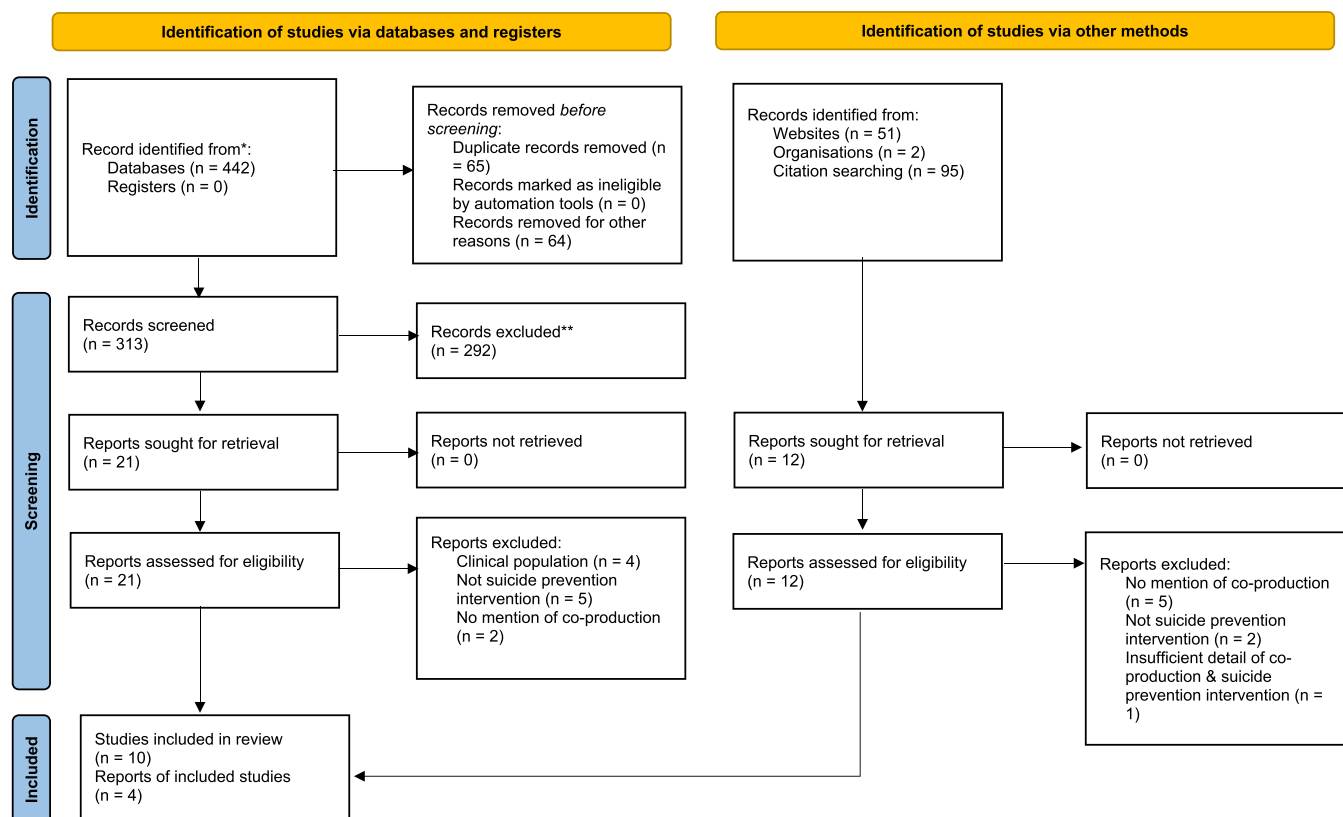 Identification of studies via databases and registers
Identification of studies via other methods
Identification
Record identified from*:
Databases (n = 442)
Registers (n = 0)
Records removed before
screening:
Duplicate records removed (n
= 65)
Records marked as ineligible
by automation tools (n = 0)
Records removed for other
reasons (n = 64)
Records identified from:
Websites (n = 51)
Organisations (n = 2)
Citation searching (n = 95)
Screening
Records screened
(n = 313)
Records excluded**
(n = 292)
Reports sought for retrieval
(n = 21)
Reports not retrieved
(n = 0)
Reports sought for retrieval
(n = 12)
Reports not retrieved
(n = 0)
Reports assessed for eligibility
(n = 21)
Reports excluded:
Clinical population (n = 4)
Not suicide prevention
intervention (n = 5)
No mention of co-production
(n = 2)
Reports assessed for eligibility
(n = 12)
Reports excluded:
No mention of co-production
(n = 5)
Not suicide prevention
intervention (n = 2)
Insufficient detail of co-
production & suicide
prevention intervention (n =
1)
Included
Studies included in review
(n = 10)
Reports of included studies
(n = 4)